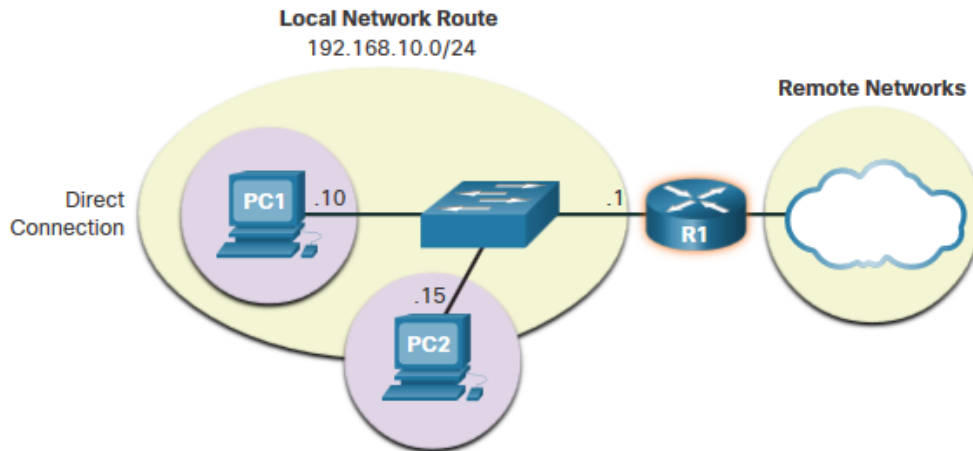 Local Network Route
192.168.10.0/24
Remote Networks
Direct
Connection
PC1
.10
.1
R1
.15
PC2